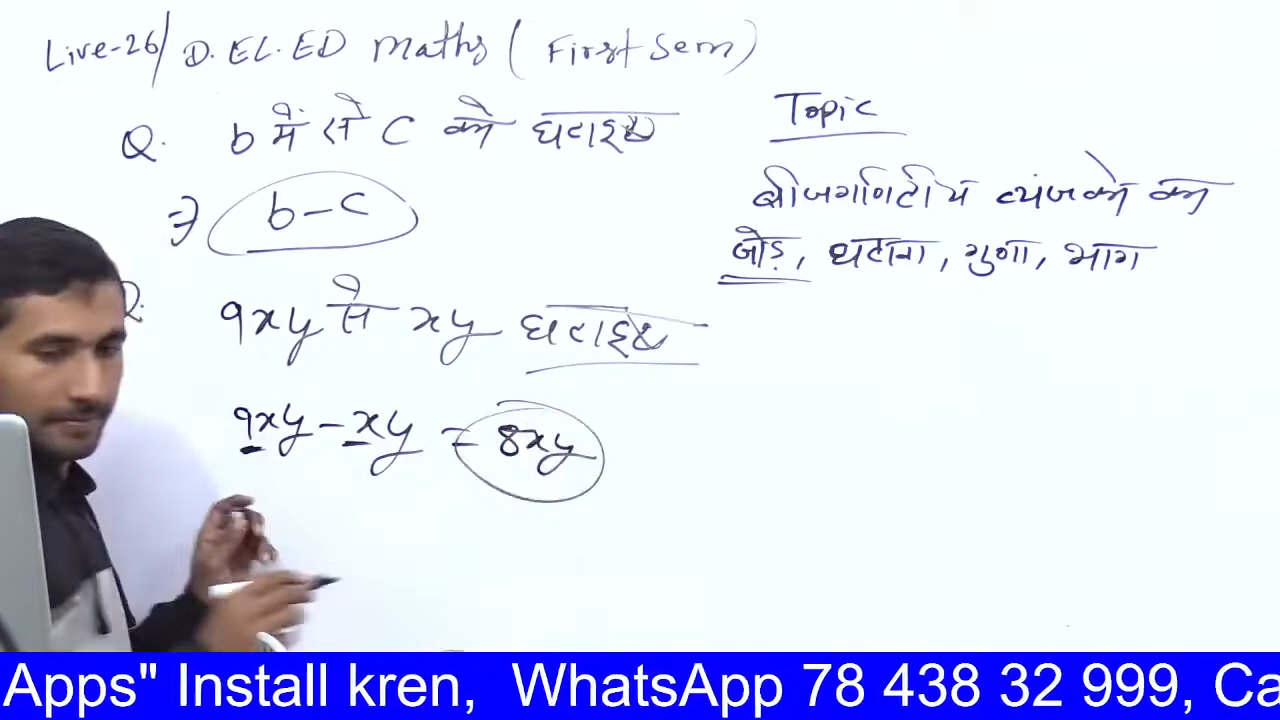 Live-26/ D.EL.ED Maths ( First Sem)
Q. b में से C को घटाइए
⇒ b-c
Q. 9xy से xy घटाइए
9xy - xy = 8xy
Topic
बीजगणितीय व्यंजको का
जोड़, घटाना, गुणा, भाग
Apps" Install kren, WhatsApp 78 438 32 999, Ca